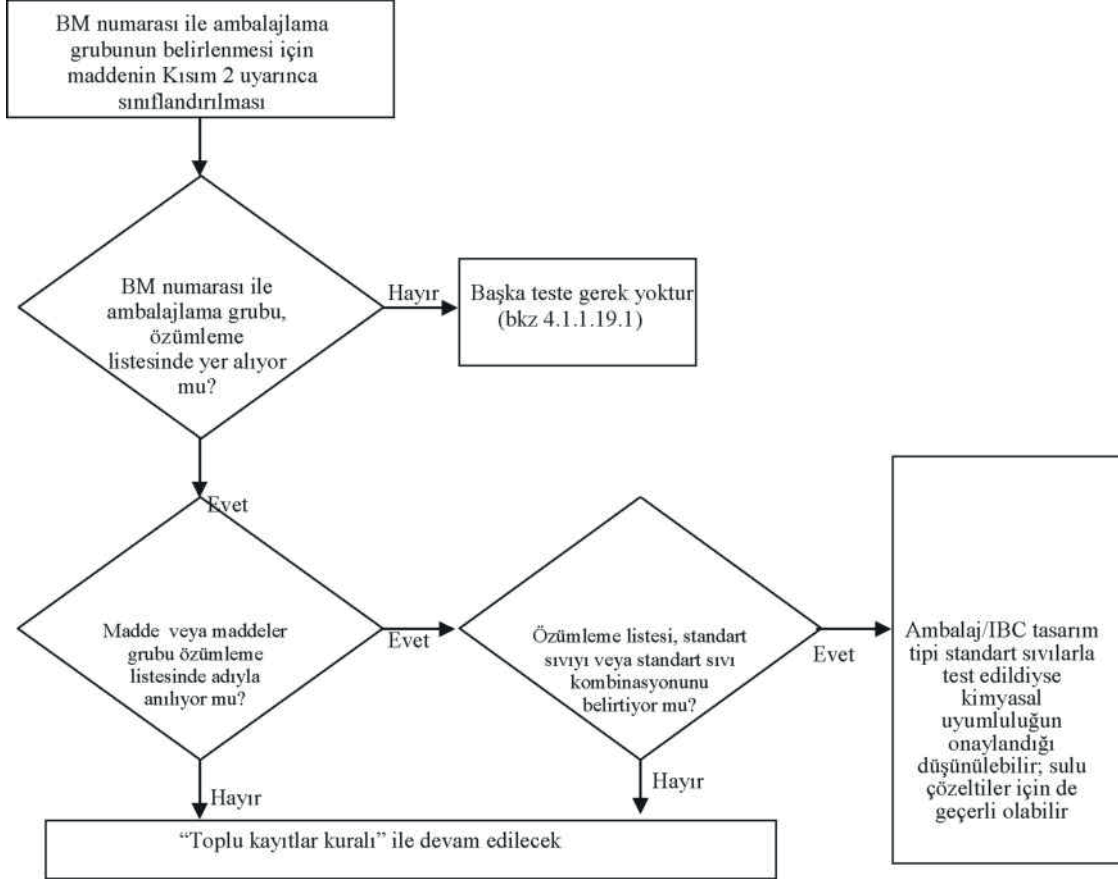 BM numarası ile ambalajlama
grubunun belirlenmesi için
maddenin Kısım 2 uyarınca
sınıflandırılması
BM numarası ile
ambalajlama grubu,
özümleme
listesinde yer alıyor
mu?
Hayır
Başka teste gerek yoktur
(bkz 4.1.1.19.1)
Evet
Madde veya maddeler
grubu özümleme
listesinde adıyla
anılıyor mu?
Evet
Özümleme listesi, standart
sıvıyı veya standart sıvı
kombinasyonunu
belirtiyor mu?
Evet
Ambalaj/IBC tasarım
tipi standart sıvılarla
test edildiyse
kimyasal
uyumluluğun
onaylandığı
düşünülebilir; sulu
çözeltiler için de
geçerli olabilir
Hayır
Hayır
“Toplu kayıtlar kuralı” ile devam edilecek